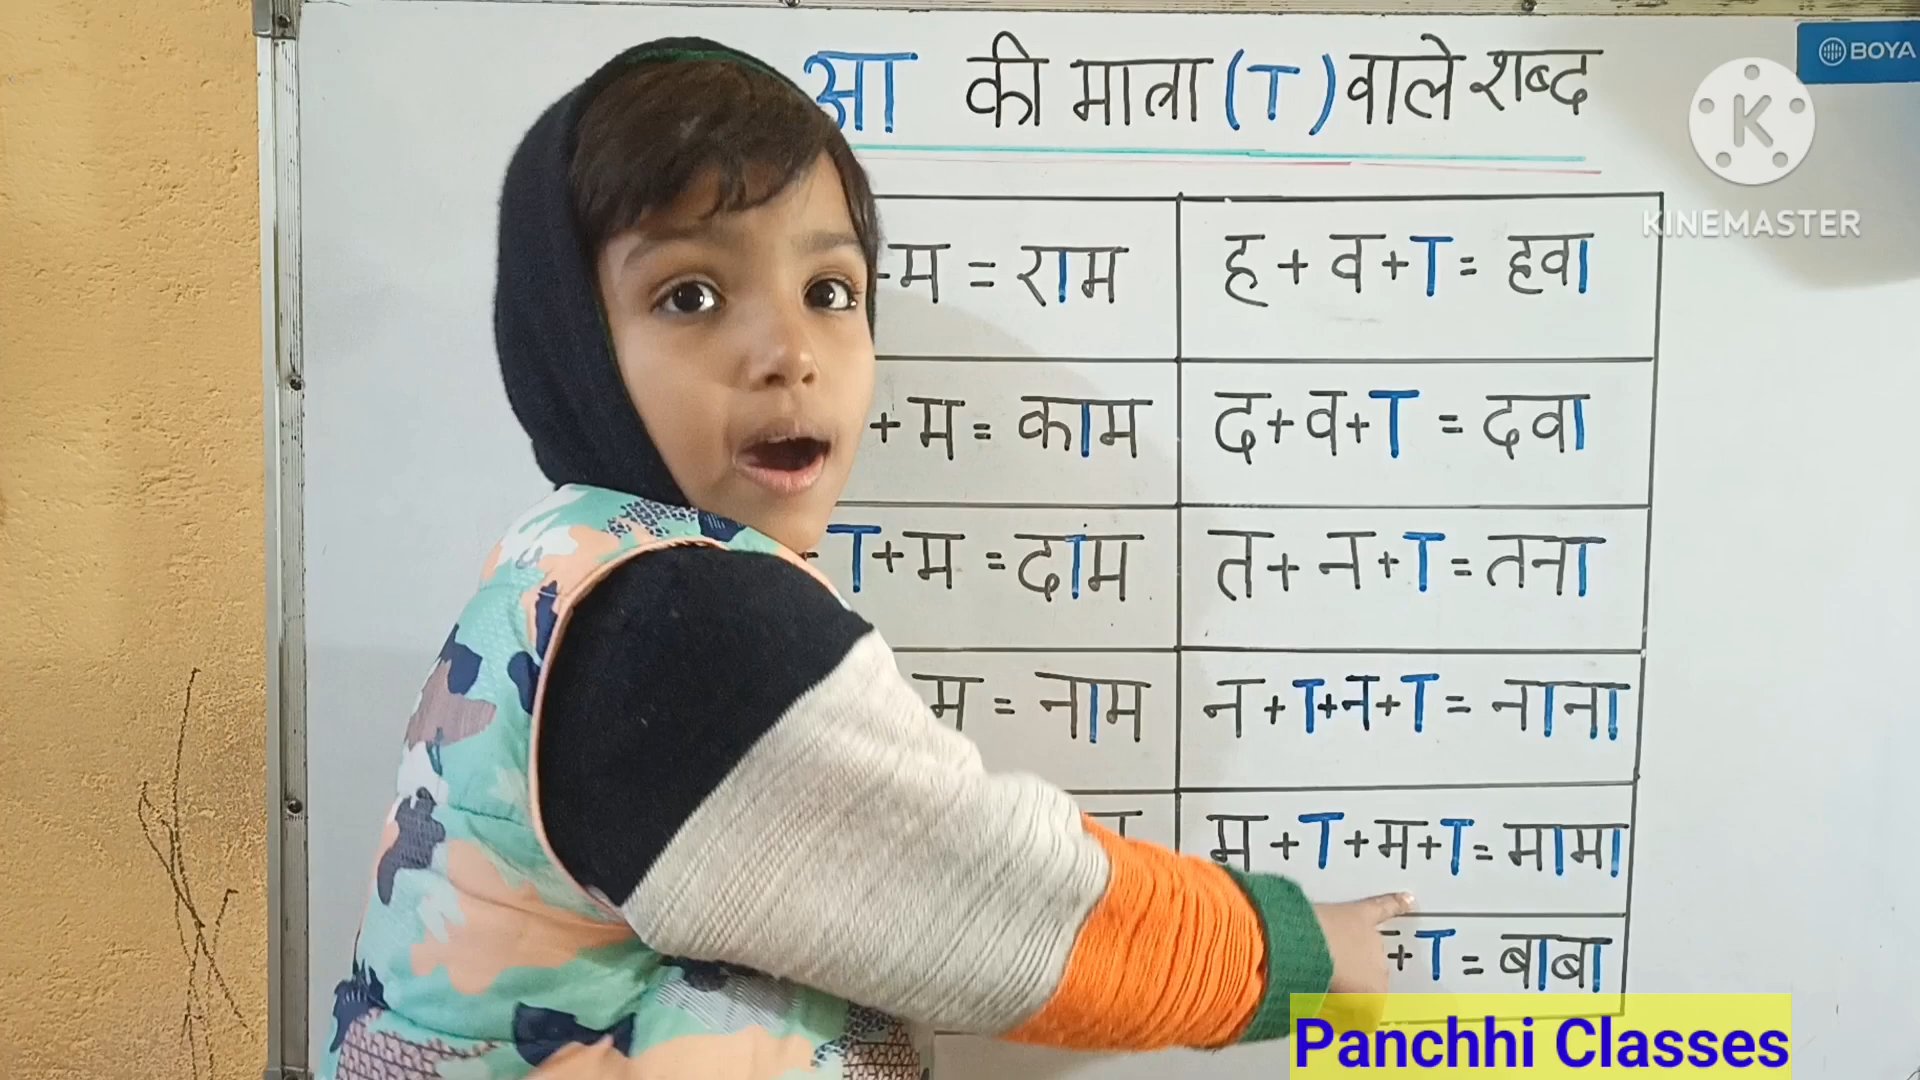 आ की मात्रा (ा) वाले शब्द
BOYA
KINEMASTER
म = राम
ह + व + ा = हवा
+ म = काम
द + व + ा = दवा
ा + म = दाम
त + न + ा = तना
म = नाम
न + ा + न + ा = नाना
म + ा + म + ा = मामा
+ ा = बाबा
Panchhi Classes